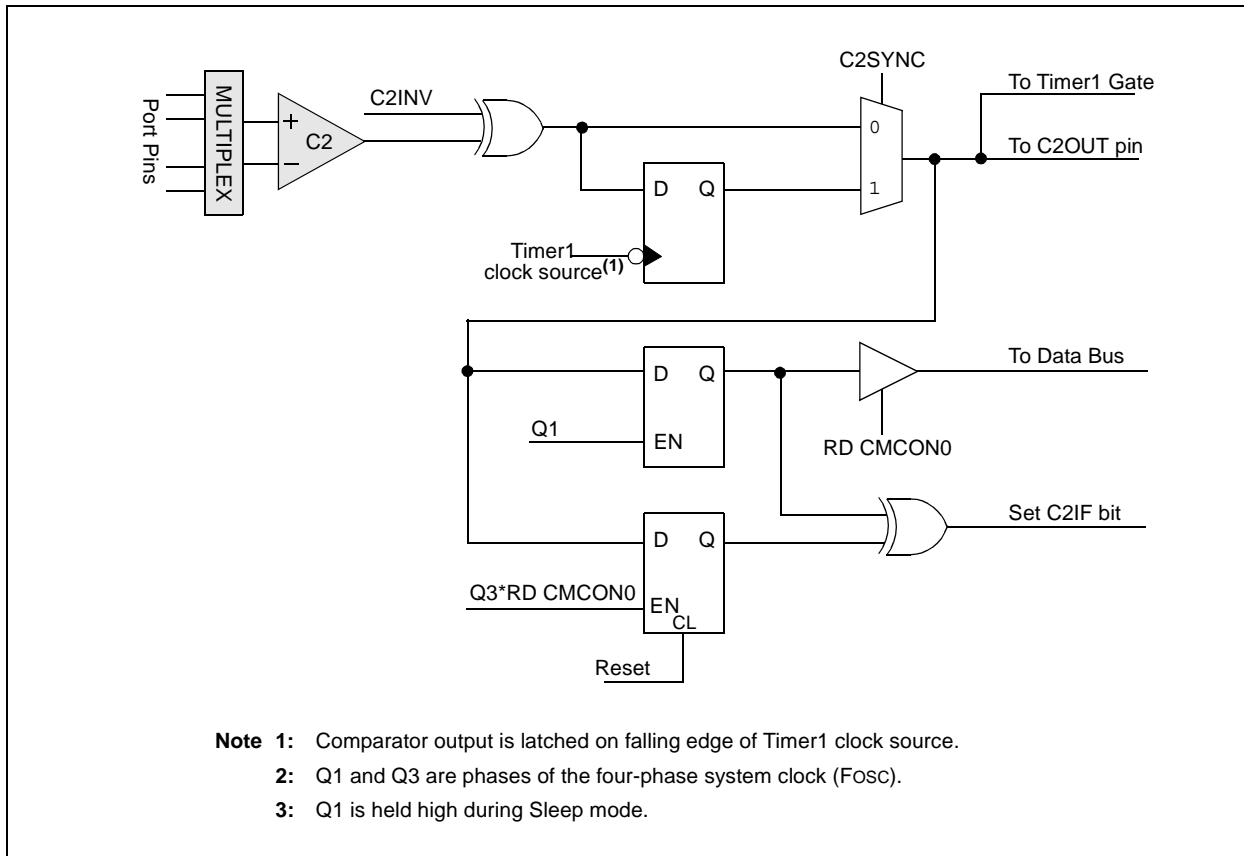 C2SYNC
To Timer1 Gate
Port Pins
MULTIPLEX
+
−
C2
C2INV
0
1
To C2OUT pin
D Q
Timer1
clock source(1)
D Q
To Data Bus
Q1
EN
RD CMCON0
Set C2IF bit
D Q
Q3*RD CMCON0
EN
CL
Reset
Note 1: Comparator output is latched on falling edge of Timer1 clock source.
2: Q1 and Q3 are phases of the four-phase system clock (FOSC).
3: Q1 is held high during Sleep mode.